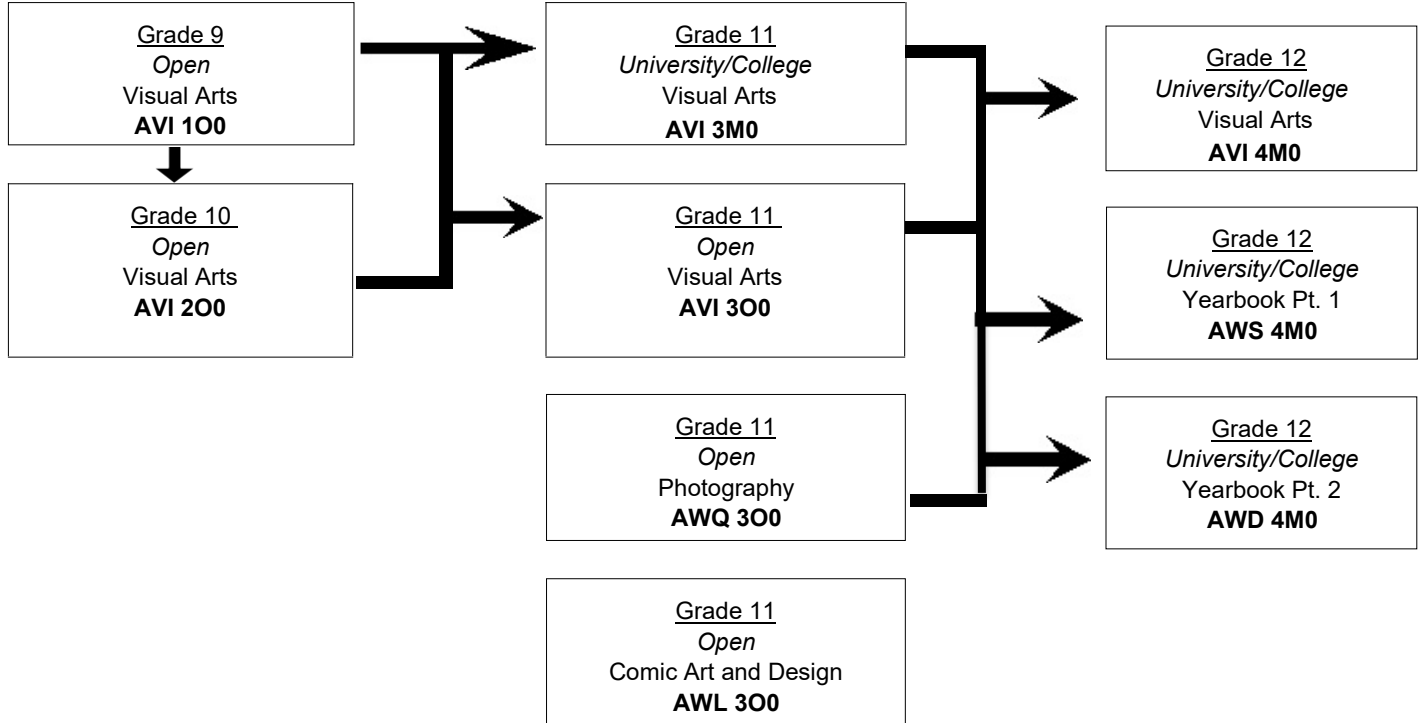 Grade 9
Open
Visual Arts
AVI 1O0
Grade 10
Open
Visual Arts
AVI 2O0
Grade 11
University/College
Visual Arts
AVI 3M0
Grade 11
Open
Visual Arts
AVI 3O0
Grade 11
Open
Photography
AWQ 3O0
Grade 11
Open
Comic Art and Design
AWL 3O0
Grade 12
University/College
Visual Arts
AVI 4M0
Grade 12
University/College
Yearbook Pt. 1
AWS 4M0
Grade 12
University/College
Yearbook Pt. 2
AWD 4M0